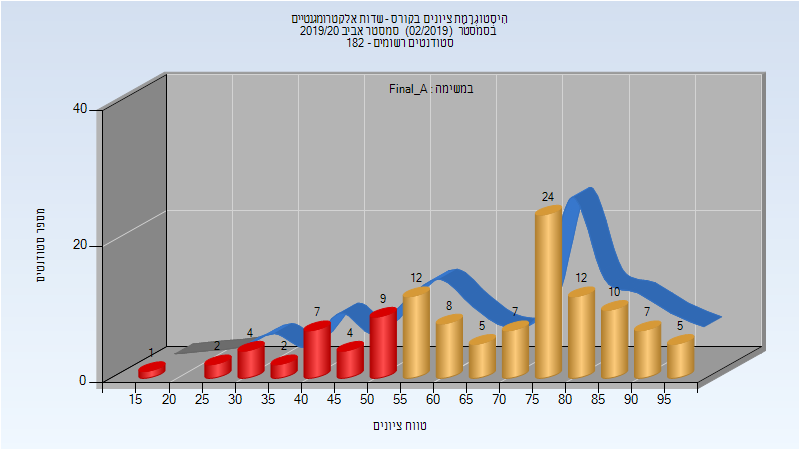 היסטוגרמת ציונים בקורס - שדות אלקטרומגנטיים
בסמסטר (02/2019) סמסטר אביב 2019/20
סטודנטים רשומים - 182
במשימה : Final_A
מספר סטודנטים
40
20
0
1
2
4
2
7
4
9
12
8
5
7
24
12
10
7
5
15 20 25 30 35 40 45 50 55 60 65 70 75 80 85 90 95
טווח ציונים